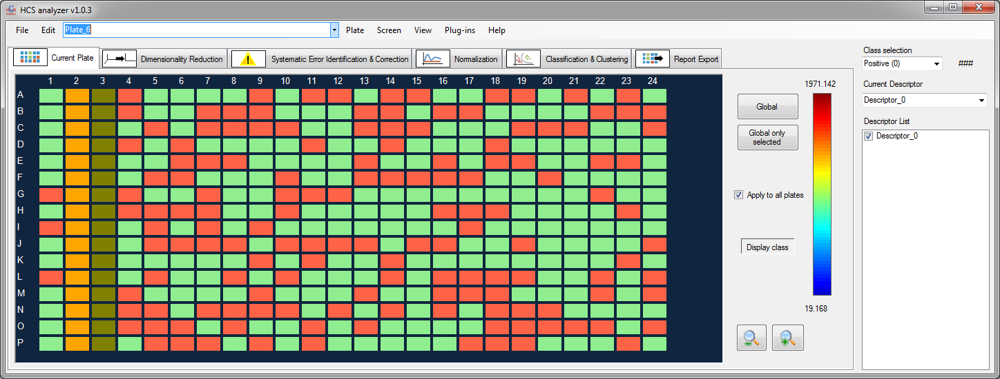 HCS analyzer v1.0.3
File Edit Plate_6 Plate Screen View Plug-ins Help
Current Plate Dimensionality Reduction Systematic Error Identification & Correction Normalization Classification & Clustering Report Export
1 2 3 4 5 6 7 8 9 10 11 12 13 14 15 16 17 18 19 20 21 22 23 24
A
B
C
D
E
F
G
H
I
J
K
L
M
N
O
P
Global
Global only
selected
Apply to all plates
Display class
1971.142
19.168
Class selection
Positive (0) ###
Current Descriptor
Descriptor_0
Descriptor List
Descriptor_0